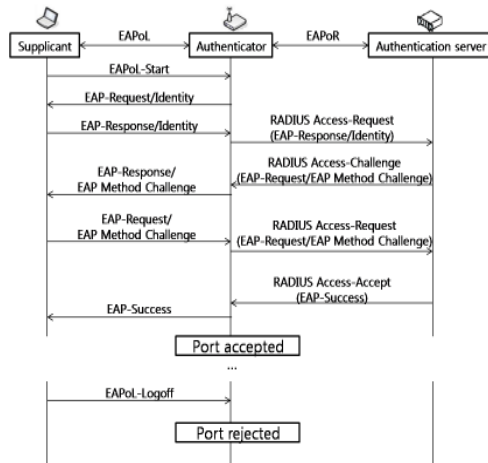 EAPoL
EAPoR
Supplicant
Authenticator
Authentication server
EAPoL-Start
EAP-Request/Identity
EAP-Response/Identity
RADIUS Access-Request
(EAP-Response/Identity)
RADIUS Access-Challenge
(EAP-Request/EAP Method Challenge)
EAP-Response/
EAP Method Challenge
EAP-Request/
EAP Method Challenge
RADIUS Access-Request
(EAP-Request/EAP Method Challenge)
RADIUS Access-Accept
(EAP-Success)
EAP-Success
Port accepted
...
EAPoL-Logoff
Port rejected